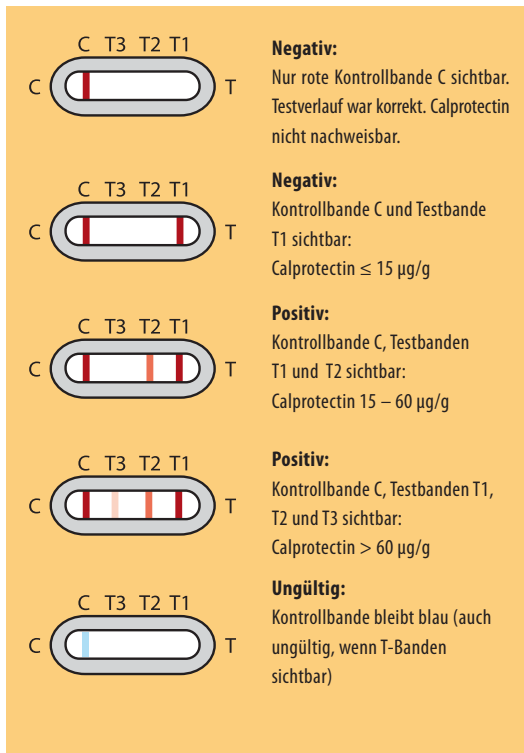 C T3 T2 T1
C T
Negativ:
Nur rote Kontrollbande C sichtbar.
Testverlauf war korrekt. Calprotectin
nicht nachweisbar.
C T3 T2 T1
C T
Negativ:
Kontrollbande C und Testbande
T1 sichtbar:
Calprotectin ≤ 15 µg/g
C T3 T2 T1
C T
Positiv:
Kontrollbande C, Testbanden
T1 und T2 sichtbar:
Calprotectin 15 – 60 µg/g
C T3 T2 T1
C T
Positiv:
Kontrollbande C, Testbanden T1,
T2 und T3 sichtbar:
Calprotectin > 60 µg/g
C T3 T2 T1
C T
Ungültig:
Kontrollbande bleibt blau (auch
ungültig, wenn T-Banden
sichtbar)